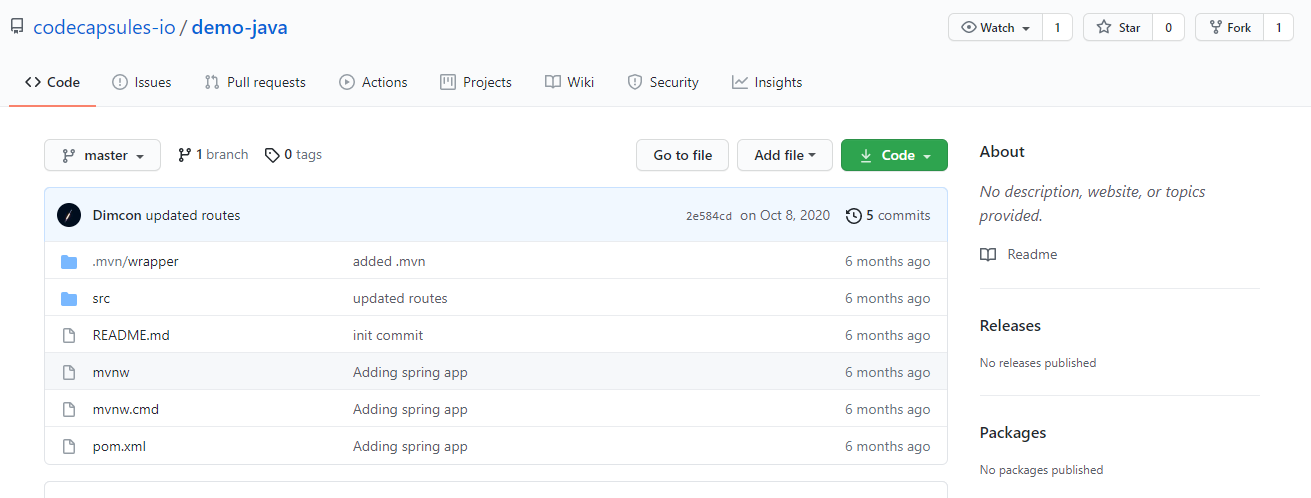 codecapsules-io / demo-java
Watch 1 Star 0 Fork 1
Code Issues Pull requests Actions Projects Wiki Security Insights
master 1 branch 0 tags Go to file Add file Code
Dimcon updated routes 2e584cd on Oct 8, 2020 5 commits
.mvn/wrapper added .mvn 6 months ago
src updated routes 6 months ago
README.md init commit 6 months ago
mvnw Adding spring app 6 months ago
mvnw.cmd Adding spring app 6 months ago
pom.xml Adding spring app 6 months ago
About
No description, website, or topics
provided.
Readme
Releases
No releases published
Packages
No packages published